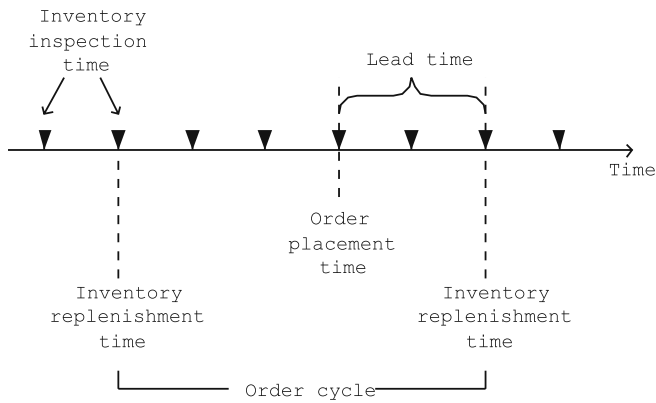 Inventory
inspection
time
Lead time
Time
Order
placement
time
Inventory
replenishment
time
Inventory
replenishment
time
Order cycle